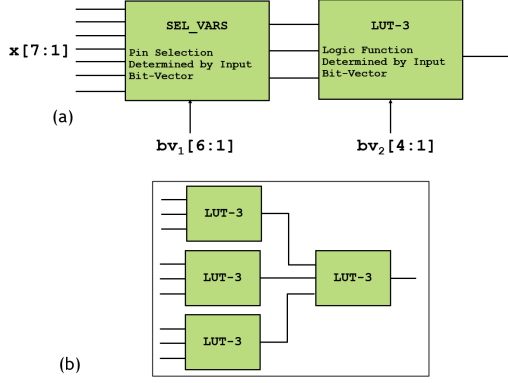 SEL_VARS
LUT-3
x[7:1]
Pin Selection
Determined by Input
Bit-Vector
Logic Function
Determined by Input
Bit-Vector
(a)
bv1[6:1]
bv2[4:1]
LUT-3
LUT-3
LUT-3
LUT-3
(b)